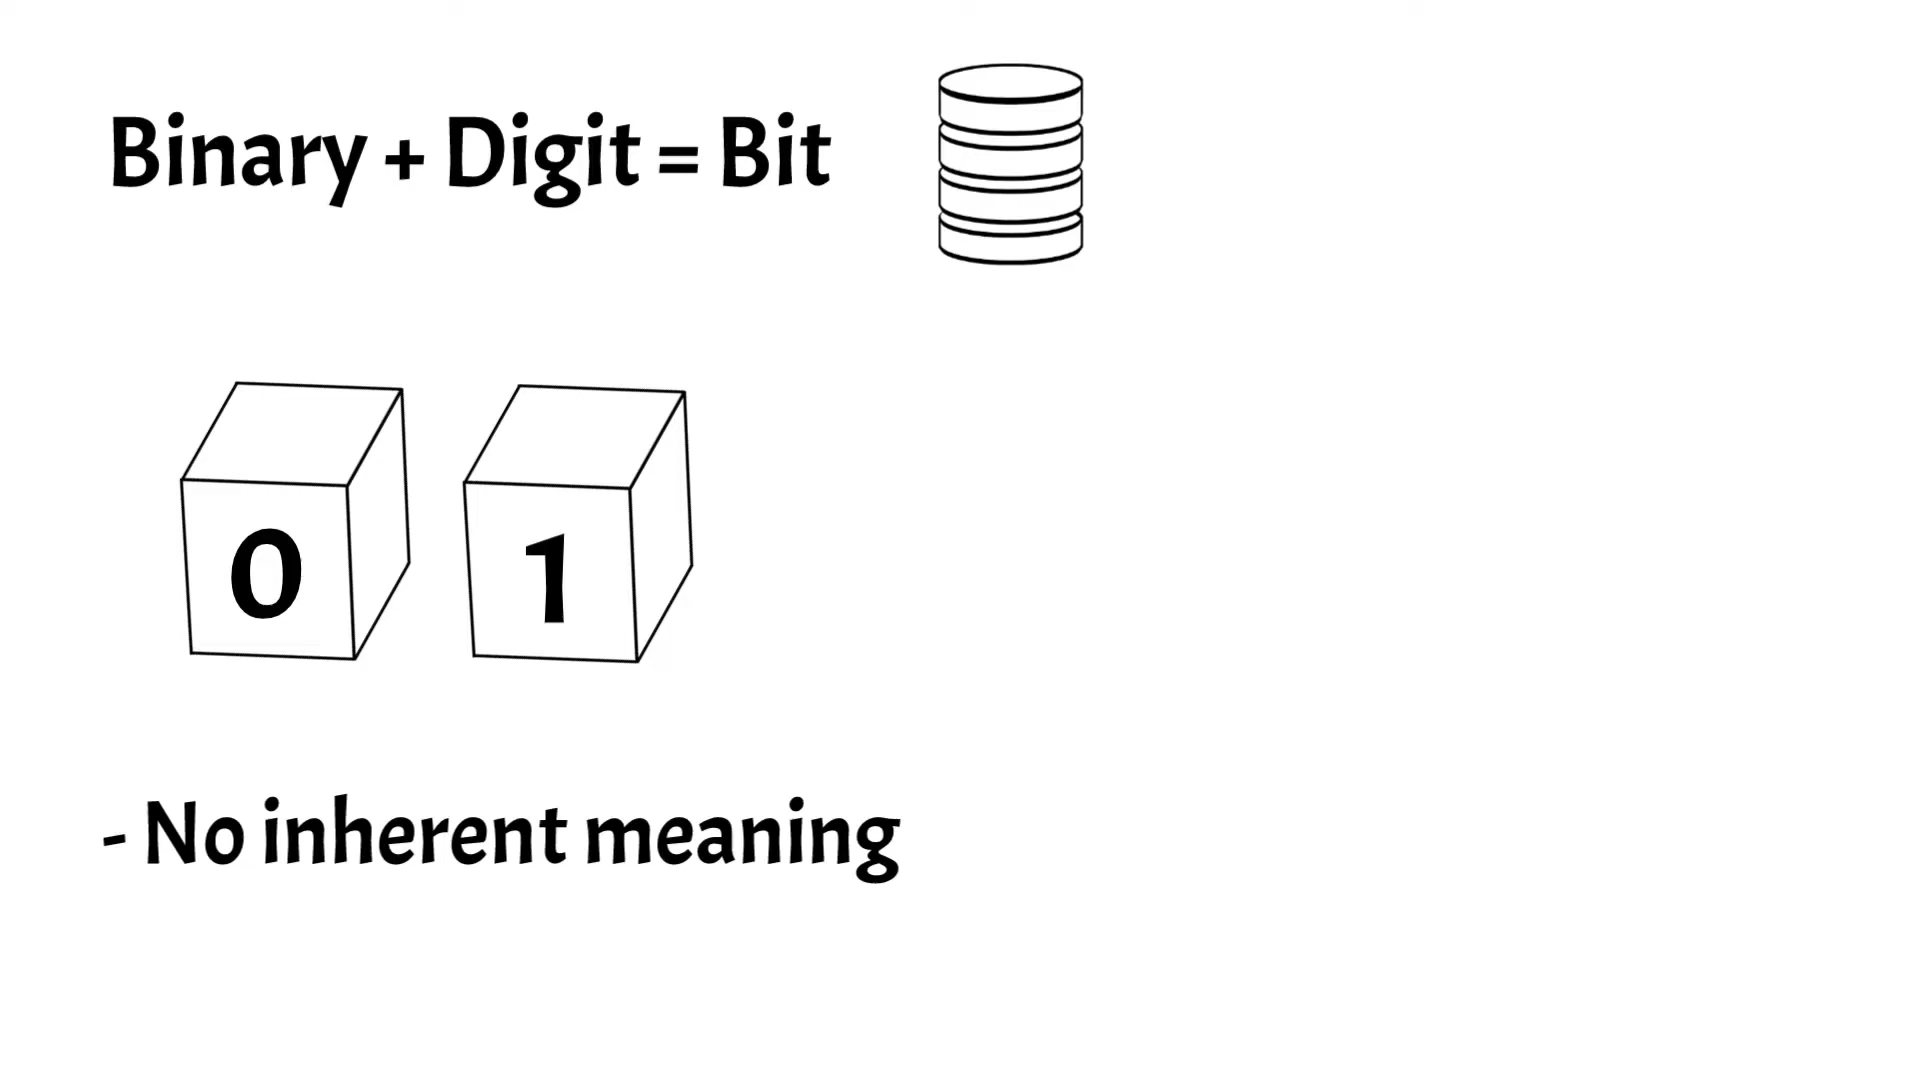 Binary + Digit = Bit
0 1
- No inherent meaning